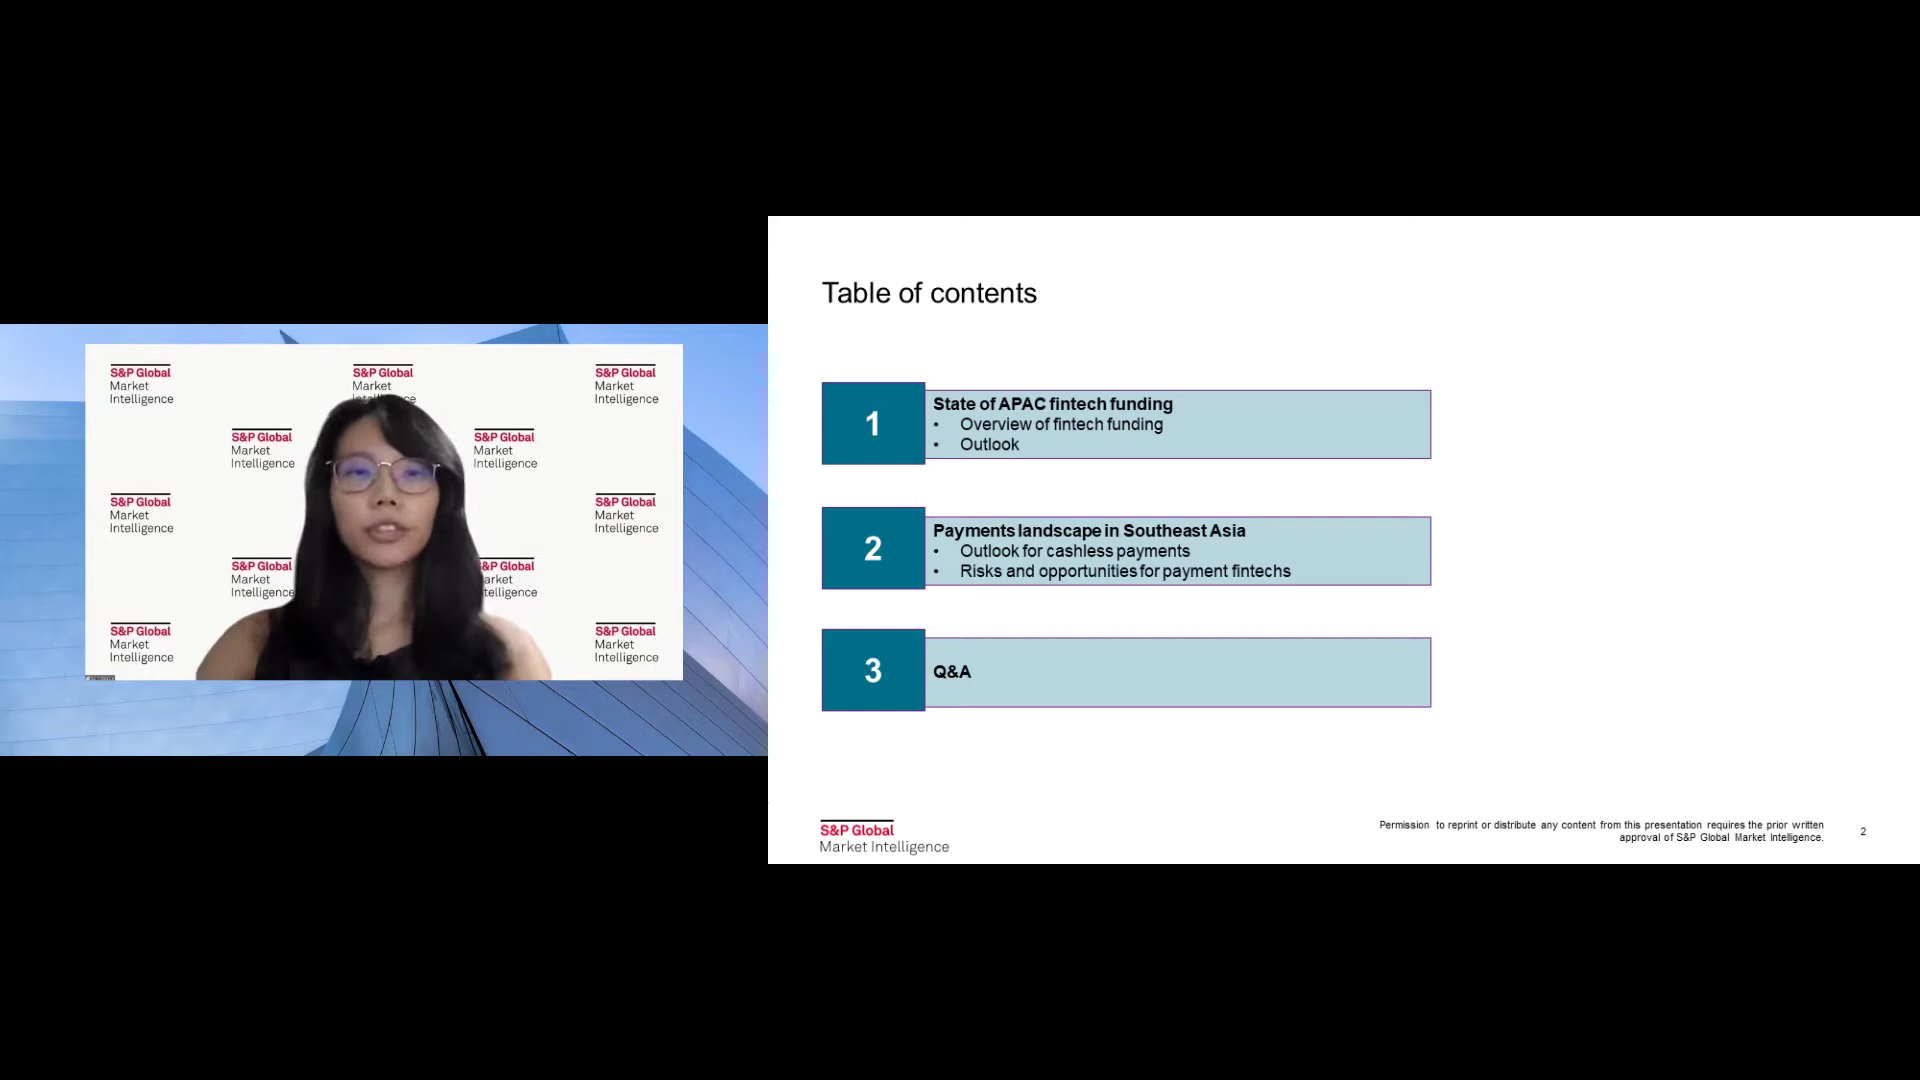 S&P Global
Market
Intelligence
S&P Global
Market
S&P Global
Market
Intelligence
S&P Global
Market
Intelligence
S&P Global
Market
Intelligence
S&P Global
Market
Intelligence
S&P Global
Market
Intelligence
S&P Global
Market
Intelligence
S&P Global
Market
Intelligence
S&P Global
Market
Intelligence
Table of contents
1
State of APAC fintech funding
• Overview of fintech funding
• Outlook
2
Payments landscape in Southeast Asia
• Outlook for cashless payments
• Risks and opportunities for payment fintechs
3
Q&A
S&P Global
Market Intelligence
Permission to reprint or distribute any content from this presentation requires the prior written
approval of S&P Global Market Intelligence.
2